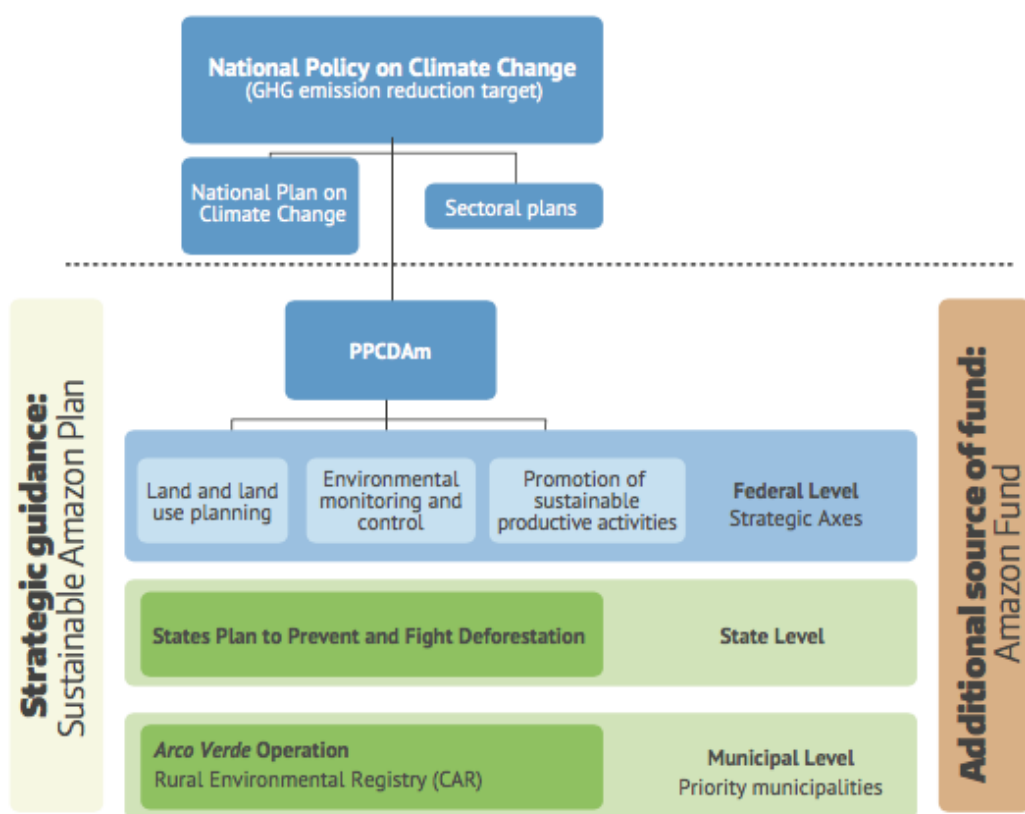 National Policy on Climate Change
(GHG emission reduction target)
National Plan on
Climate Change
Sectoral plans
Strategic guidance:
Sustainable Amazon Plan
PPCDAm
Land and land
use planning
Environmental
monitoring and
control
Promotion of
sustainable
productive activities
Federal Level
Strategic Axes
States Plan to Prevent and Fight Deforestation
State Level
Arco Verde Operation
Rural Environmental Registry (CAR)
Municipal Level
Priority municipalities
Additional source of fund:
Amazon Fund